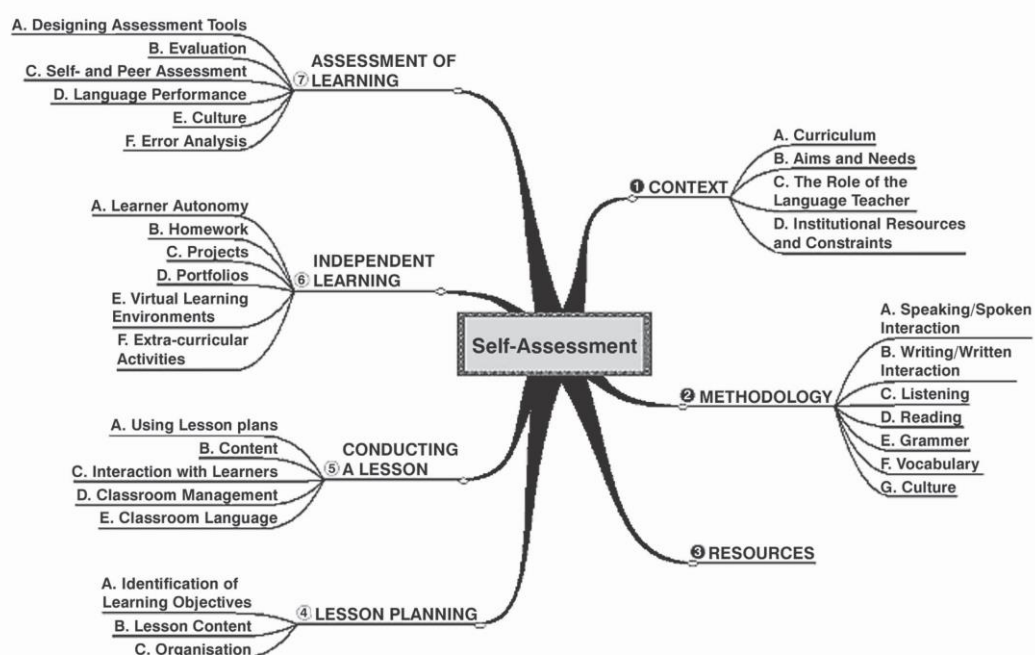 A. Designing Assessment Tools
B. Evaluation
C. Self- and Peer Assessment
D. Language Performance
E. Culture
F. Error Analysis
⑦ ASSESSMENT OF
LEARNING
A. Learner Autonomy
B. Homework
C. Projects
D. Portfolios
E. Virtual Learning
Environments
F. Extra-curricular
Activities
⑥ INDEPENDENT
LEARNING
A. Using Lesson plans
B. Content
C. Interaction with Learners
D. Classroom Management
E. Classroom Language
⑤ CONDUCTING
A LESSON
A. Identification of
Learning Objectives
B. Lesson Content
C. Organisation
④ LESSON PLANNING
Self-Assessment
❶ CONTEXT
A. Curriculum
B. Aims and Needs
C. The Role of the
Language Teacher
D. Institutional Resources
and Constraints
❷ METHODOLOGY
A. Speaking/Spoken
Interaction
B. Writing/Written
Interaction
C. Listening
D. Reading
E. Grammer
F. Vocabulary
G. Culture
❸ RESOURCES